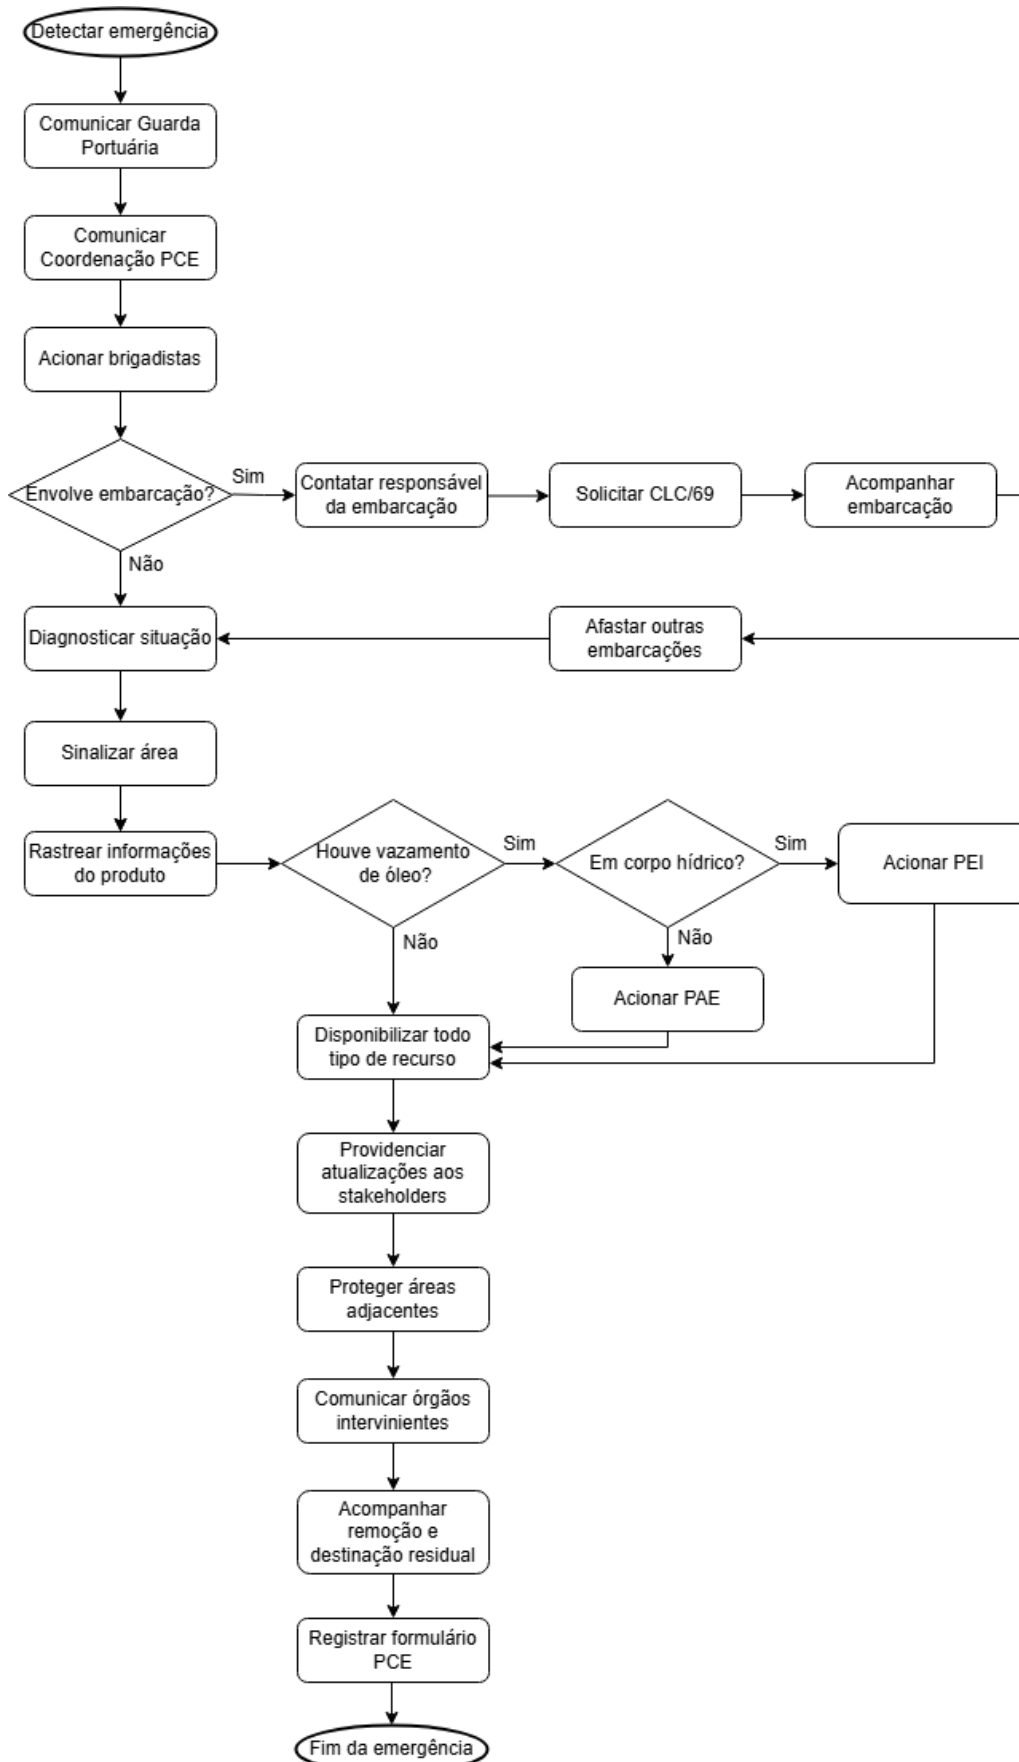 Detectar emergência
Comunicar Guarda
Portuária
Comunicar
Coordenação PCE
Acionar brigadistas
Envolve embarcação?
Sim
Contatar responsável
da embarcação
Solicitar CLC/69
Acompanhar
embarcação
Não
Diagnosticar situação
Afastar outras
embarcações
Sinalizar área
Rastrear informações
do produto
Houve vazamento
de óleo?
Sim
Em corpo hídrico?
Sim
Acionar PEI
Não
Não
Acionar PAE
Disponibilizar todo
tipo de recurso
Providenciar
atualizações aos
stakeholders
Proteger áreas
adjacentes
Comunicar órgãos
intervinientes
Acompanhar
remoção e
destinação residual
Registrar formulário
PCE
Fim da emergência